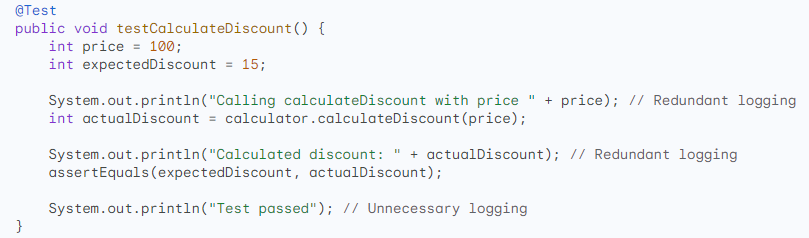 @Test
public void testCalculateDiscount() {
    int price = 100;
    int expectedDiscount = 15;

    System.out.println("Calling calculateDiscount with price " + price); // Redundant logging
    int actualDiscount = calculator.calculateDiscount(price);

    System.out.println("Calculated discount: " + actualDiscount); // Redundant logging
    assertEquals(expectedDiscount, actualDiscount);

    System.out.println("Test passed"); // Unnecessary logging
}